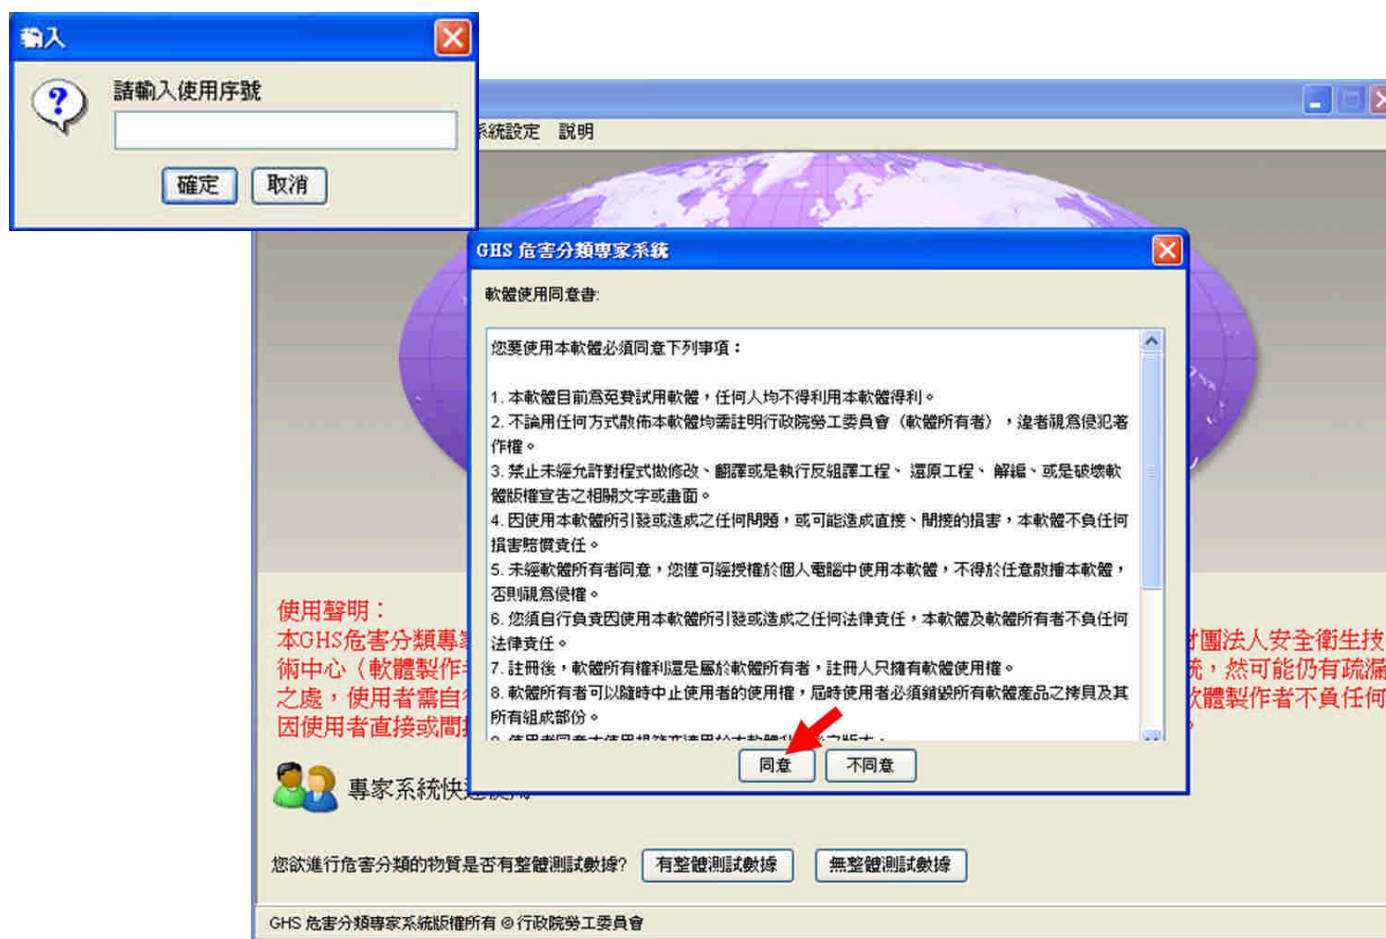 輸入
請輸入使用序號
確定 取消
系統設定 說明
GHS 危害分類專家系統
軟體使用同意書:
您要使用本軟體必須同意下列事項：
1. 本軟體目前為免費試用軟體，任何人均不得利用本軟體得利。
2. 不論用任何方式散佈本軟體均需註明行政院勞工委員會（軟體所有者），違者視為侵犯著
作權。
3. 禁止未經允許對程式做修改、翻譯或是執行反組譯工程、 還原工程、 解編、或是破壞軟
體版權宣告之相關文字或畫面。
4. 因使用本軟體所引發或造成之任何問題，或可能造成直接、間接的損害，本軟體不負任何
損害賠償責任。
5. 未經軟體所有者同意，您僅可經授權於個人電腦中使用本軟體，不得於任意散播本軟體，
否則視為侵權。
6. 您須自行負責因使用本軟體所引發或造成之任何法律責任，本軟體及軟體所有者不負任何
法律責任。
7. 註冊後，軟體所有權利還是屬於軟體所有者，註冊人只擁有軟體使用權。
8. 軟體所有者可以隨時中止使用者的使用權，屆時使用者必須銷毀所有軟體產品之拷貝及其
所有組成部份。
同意 不同意
使用聲明：
本GHS危害分類專 財團法人安全衛生技
術中心（軟體製作 統，然可能仍有疏漏
之處，使用者需自 軟體製作者不負任何
因使用者直接或間
專家系統快速使用
您欲進行危害分類的物質是否有整體測試數據? 有整體測試數據 無整體測試數據
GHS 危害分類專家系統版權所有 © 行政院勞工委員會